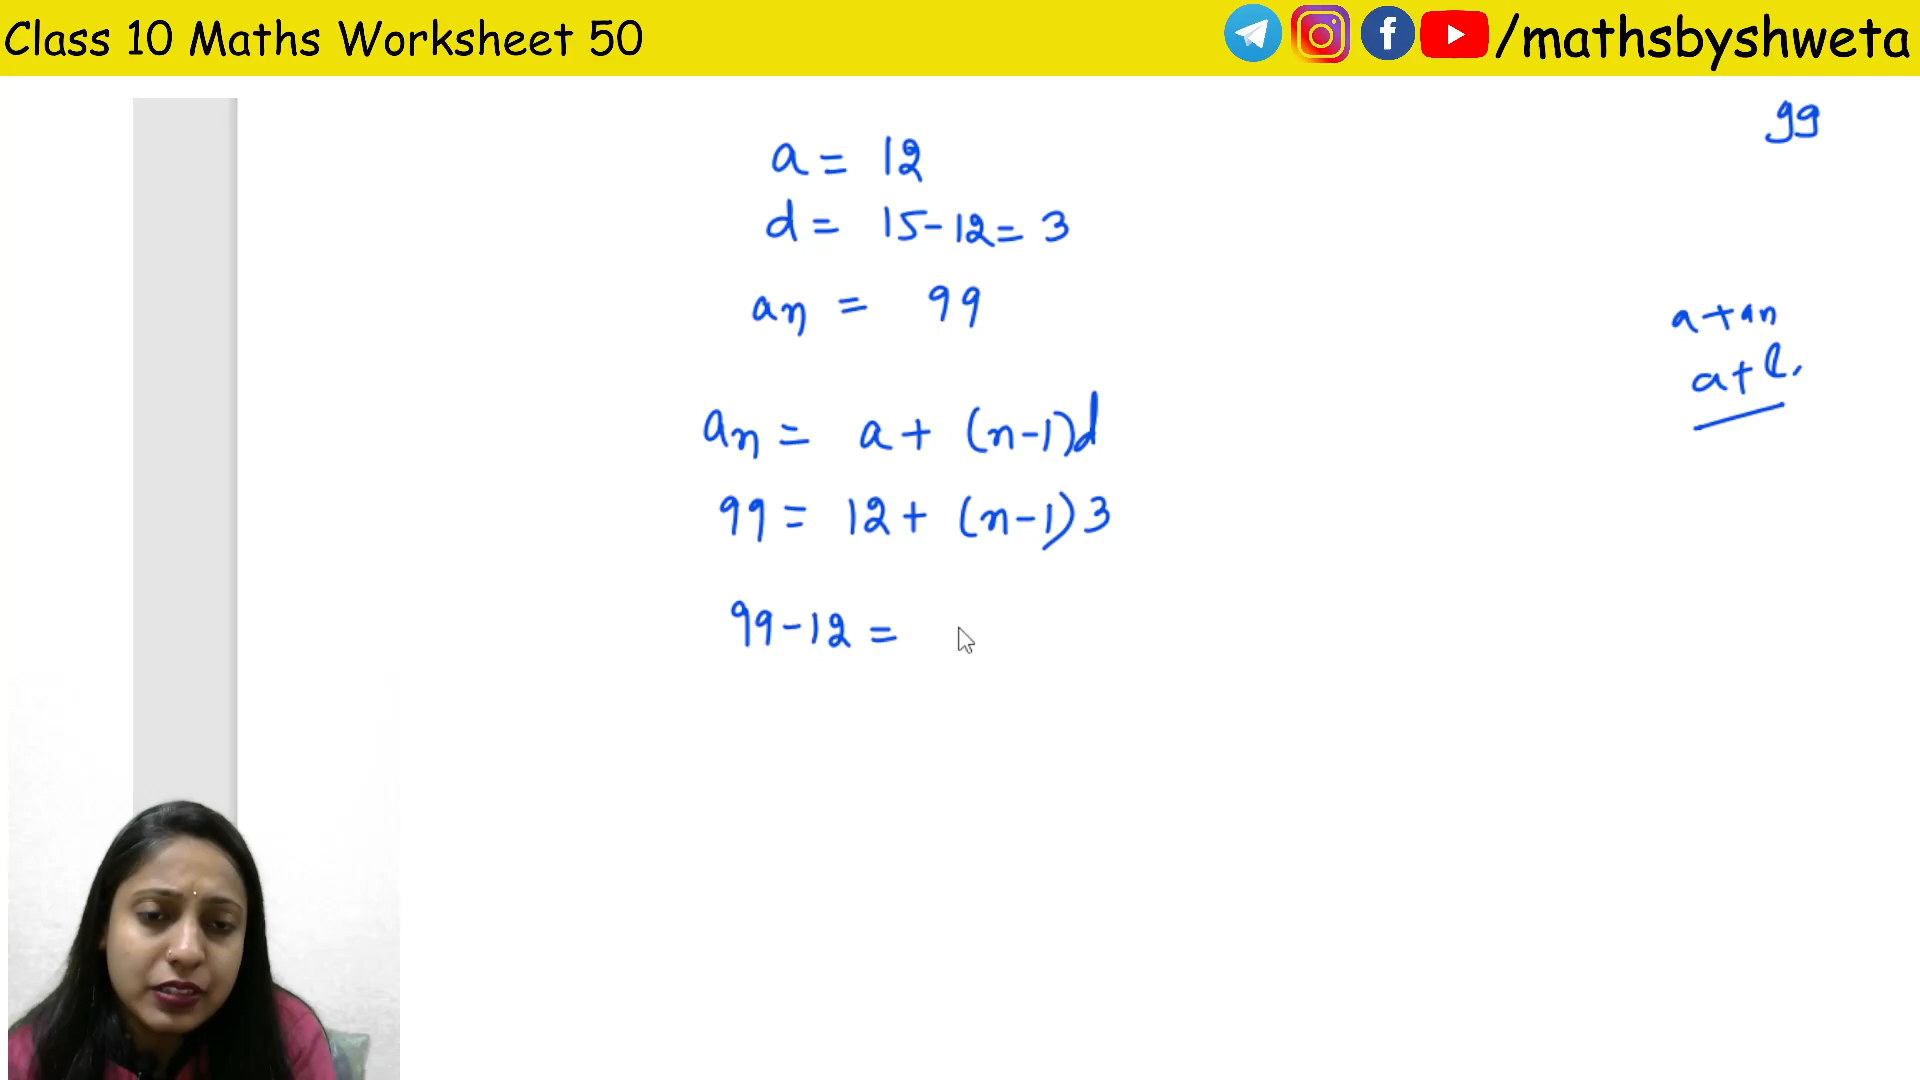 Class 10 Maths Worksheet 50
/mathsbyshweta
99
a = 12
d = 15-12 = 3
an = 99
a+an
a+l.
an = a + (n-1)d
99 = 12 + (n-1)3
99-12 =